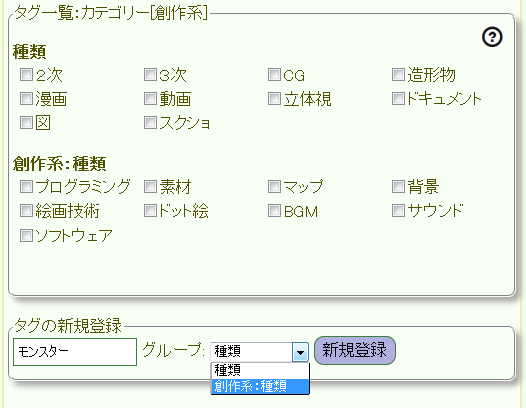 タグ一覧:カテゴリー[創作系]
?
種類
２次 ３次 CG 造形物
漫画 動画 立体視 ドキュメント
図 スクショ
創作系:種類
プログラミング 素材 マップ 背景
絵画技術 ドット絵 BGM サウンド
ソフトウェア
タグの新規登録
モンスター グループ: 種類 新規登録
種類
創作系:種類